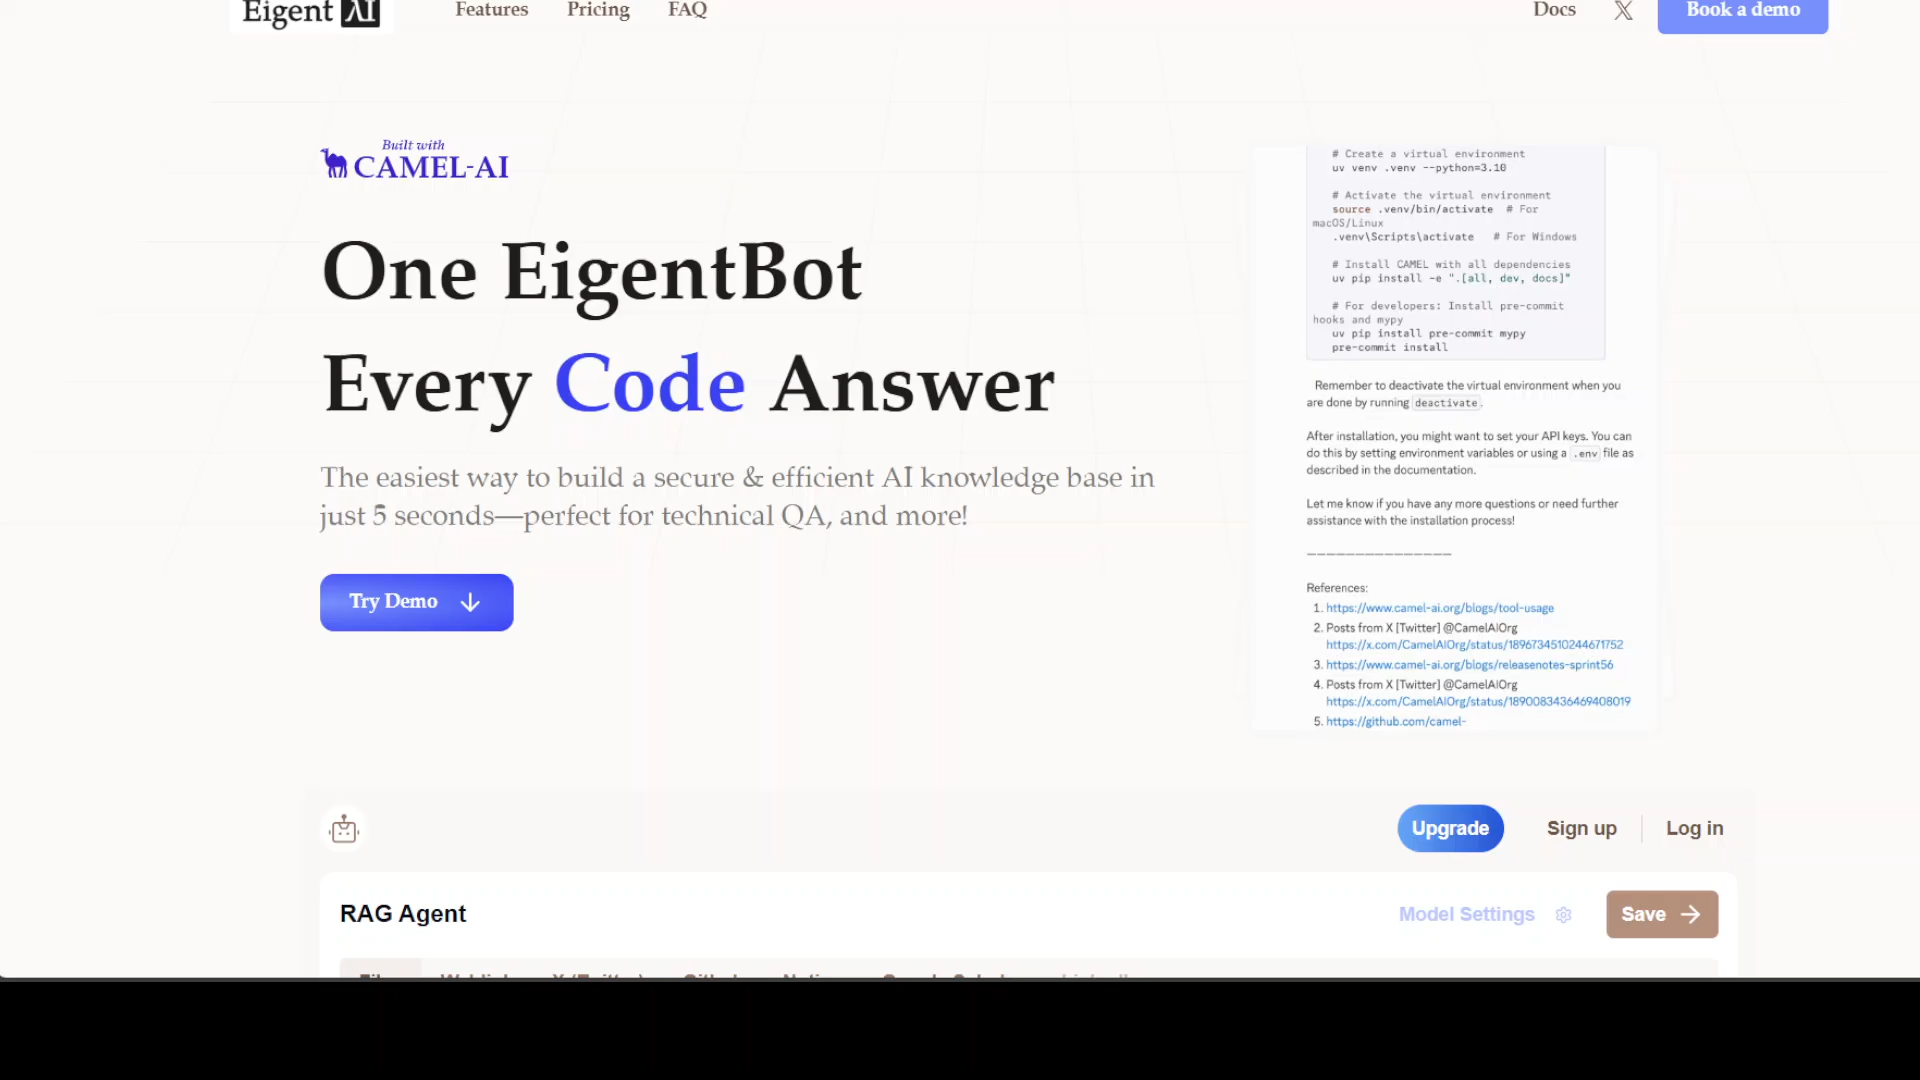 Eigent AI
Features Pricing FAQ
Docs X Book a demo
Built with
CAMEL-AI
One EigentBot
Every Code Answer
The easiest way to build a secure & efficient AI knowledge base in
just 5 seconds—perfect for technical QA, and more!
Try Demo
# Create a virtual environment
uv venv .venv --python=3.10
# Activate the virtual environment
source .venv/bin/activate # For
macOS/Linux
.venv\Scripts\activate # For Windows
# Install CAMEL with all dependencies
uv pip install -e ".[all, dev, docs]"
# For developers: Install pre-commit
hooks and mypy
uv pip install pre-commit mypy
pre-commit install
Remember to deactivate the virtual environment when you
are done by running deactivate.
After installation, you might want to set your API keys. You can
do this by setting environment variables or using a .env file as
described in the documentation.
Let me know if you have any more questions or need further
assistance with the installation process!
________________
References:
1. https://www.camel-ai.org/blogs/tool-usage
2. Posts from X [Twitter] @CamelAIOrg
https://x.com/CamelAIOrg/status/1896734510244671752
3. https://www.camel-ai.org/blogs/releasenotes-sprint56
4. Posts from X [Twitter] @CamelAIOrg
https://x.com/CamelAIOrg/status/1890083436469408019
5. https://github.com/camel-
Upgrade Sign up Log in
RAG Agent
Model Settings Save